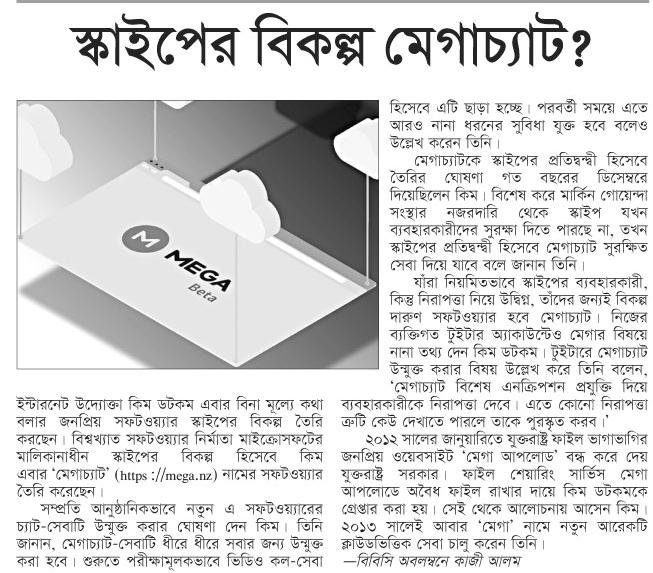 স্কাইপের বিকল্প মেগাচ্যাট?
M MEGA
Beta
ইন্টারনেট উদ্যোক্তা কিম ডটকম এবার বিনা মূল্যে কথা
বলার জনপ্রিয় সফটওয়্যার স্কাইপের বিকল্প তৈরি
করছেন। বিশ্বখ্যাত সফটওয়্যার নির্মাতা মাইক্রোসফটের
মালিকানাধীন স্কাইপের বিকল্প হিসেবে কিম
এবার ‘মেগাচ্যাট’ (https ://mega.nz) নামের সফটওয়্যার
তৈরি করেছেন।
সম্প্রতি আনুষ্ঠানিকভাবে নতুন এ সফটওয়্যারের
চ্যাট-সেবাটি উন্মুক্ত করার ঘোষণা দেন কিম। তিনি
জানান, মেগাচ্যাট-সেবাটি ধীরে ধীরে সবার জন্য উন্মুক্ত
করা হবে। শুরুতে পরীক্ষামূলকভাবে ভিডিও কল-সেবা
হিসেবে এটি ছাড়া হচ্ছে। পরবর্তী সময়ে এতে
আরও নানা ধরনের সুবিধা যুক্ত হবে বলেও
উল্লেখ করেন তিনি।
মেগাচ্যাটকে স্কাইপের প্রতিদ্বন্দ্বী হিসেবে
তৈরির ঘোষণা গত বছরের ডিসেম্বরে
দিয়েছিলেন কিম। বিশেষ করে মার্কিন গোয়েন্দা
সংস্থার নজরদারি থেকে স্কাইপ যখন
ব্যবহারকারীদের সুরক্ষা দিতে পারছে না, তখন
স্কাইপের প্রতিদ্বন্দ্বী হিসেবে মেগাচ্যাট সুরক্ষিত
সেবা দিয়ে যাবে বলে জানান তিনি।
যাঁরা নিয়মিতভাবে স্কাইপের ব্যবহারকারী,
কিন্তু নিরাপত্তা নিয়ে উদ্বিগ্ন, তাঁদের জন্যই বিকল্প
দারুণ সফটওয়্যার হবে মেগাচ্যাট। নিজের
ব্যক্তিগত টুইটার অ্যাকাউন্টেও মেগার বিষয়ে
নানা তথ্য দেন কিম ডটকম। টুইটারে মেগাচ্যাট
উন্মুক্ত করার বিষয় উল্লেখ করে তিনি বলেন,
‘মেগাচ্যাট বিশেষ এনক্রিপশন প্রযুক্তি দিয়ে
ব্যবহারকারীকে নিরাপত্তা দেবে। এতে কোনো নিরাপত্তা
ত্রুটি কেউ দেখাতে পারলে তাকে পুরস্কৃত করব।’
২০১২ সালের জানুয়ারিতে যুক্তরাষ্ট্র ফাইল ভাগাভাগির
জনপ্রিয় ওয়েবসাইট ‘মেগা আপলোড’ বন্ধ করে দেয়
যুক্তরাষ্ট্র সরকার। ফাইল শেয়ারিং সার্ভিস মেগা
আপলোডে অবৈধ ফাইল রাখার দায়ে কিম ডটকমকে
গ্রেপ্তার করা হয়। সেই থেকে আলোচনায় আসেন কিম।
২০১৩ সালেই আবার ‘মেগা’ নামে নতুন আরেকটি
ক্লাউডভিত্তিক সেবা চালু করেন তিনি।
—বিবিসি অবলম্বনে কাজী আলম